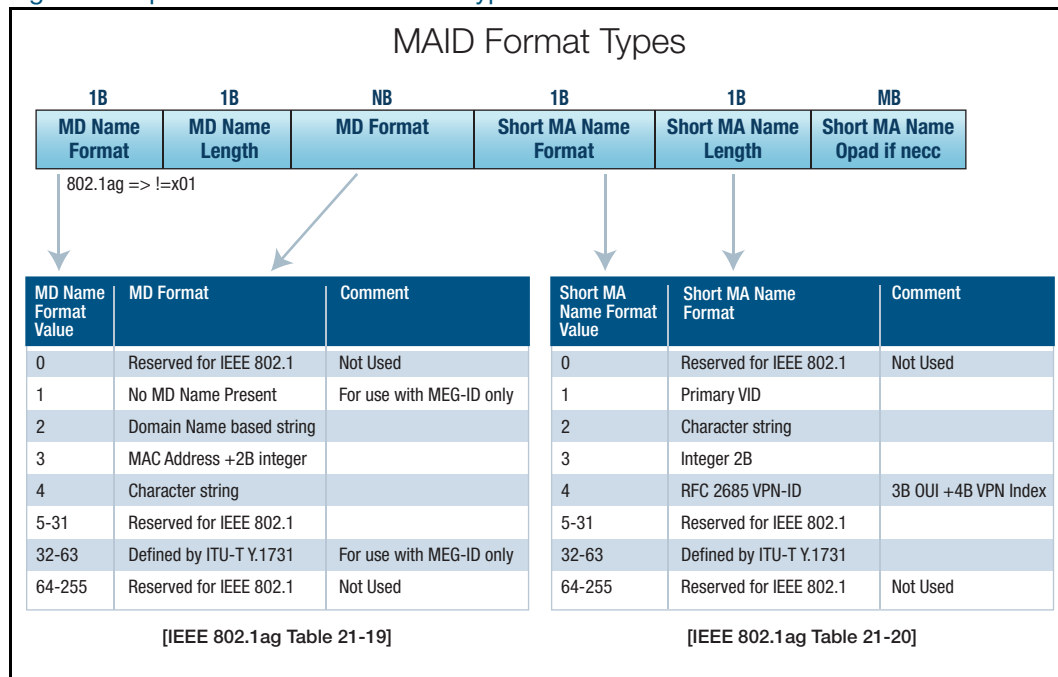 MAID Format Types
1B 1B NB 1B 1B MB
MD Name Format MD Name Length MD Format Short MA Name Format Short MA Name Length Short MA Name Opad if necc
802.1ag => !=x01
MD Name Format Value MD Format Comment
0 Reserved for IEEE 802.1 Not Used
1 No MD Name Present For use with MEG-ID only
2 Domain Name based string
3 MAC Address +2B integer
4 Character string
5-31 Reserved for IEEE 802.1
32-63 Defined by ITU-T Y.1731 For use with MEG-ID only
64-255 Reserved for IEEE 802.1 Not Used
[IEEE 802.1ag Table 21-19]
Short MA Name Format Value Short MA Name Format Comment
0 Reserved for IEEE 802.1 Not Used
1 Primary VID
2 Character string
3 Integer 2B
4 RFC 2685 VPN-ID 3B OUI +4B VPN Index
5-31 Reserved for IEEE 802.1
32-63 Defined by ITU-T Y.1731
64-255 Reserved for IEEE 802.1 Not Used
[IEEE 802.1ag Table 21-20]